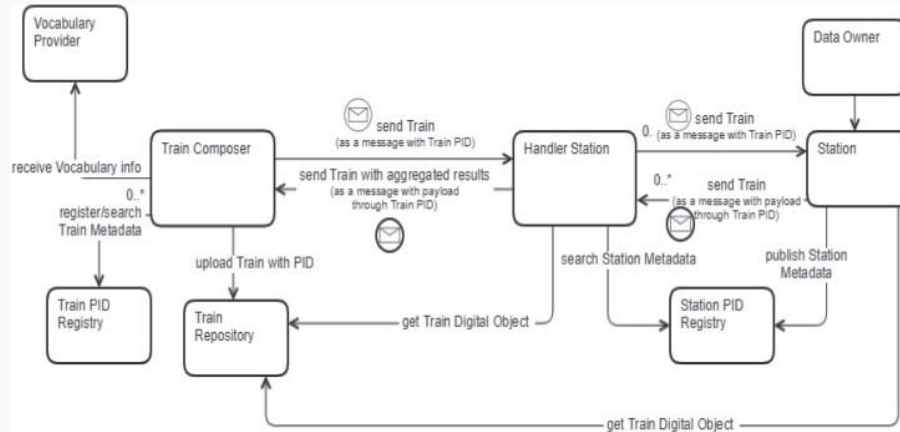 Vocabulary
Provider
Data Owner
send Train
(as a message with Train PID)
send Train
(as a message with Train PID)
Train Composer
Handler Station
0.
Station
receive Vocabulary info
send Train with aggregated results
(as a message with payload
through Train PID)
0..*
send Train
(as a message with payload
through Train PID)
0..*
register/search
Train Metadata
upload Train with PID
search Station Metadata
publish Station
Metadata
Train PID
Registry
Train
Repository
get Train Digital Object
Station PID
Registry
get Train Digital Object